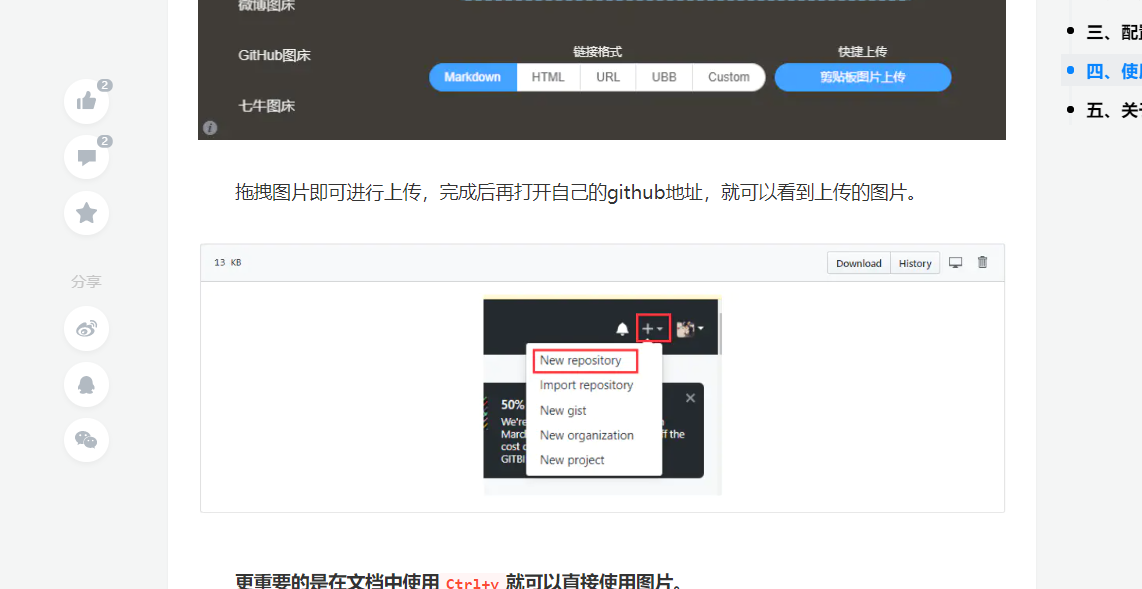 微博图床
GitHub图床
七牛图床
链接格式
快捷上传
Markdown HTML URL UBB Custom
剪贴板图片上传
2
2
分享
拖拽图片即可进行上传，完成后再打开自己的github地址，就可以看到上传的图片。
13 KB
Download History
New repository
Import repository
New gist
New organization
New project
50%
We're
March
ff the
cost o
GITBI
更重要的是在文档中使用 Ctrl+v 就可以直接使用图片。
三、配
四、使
五、关